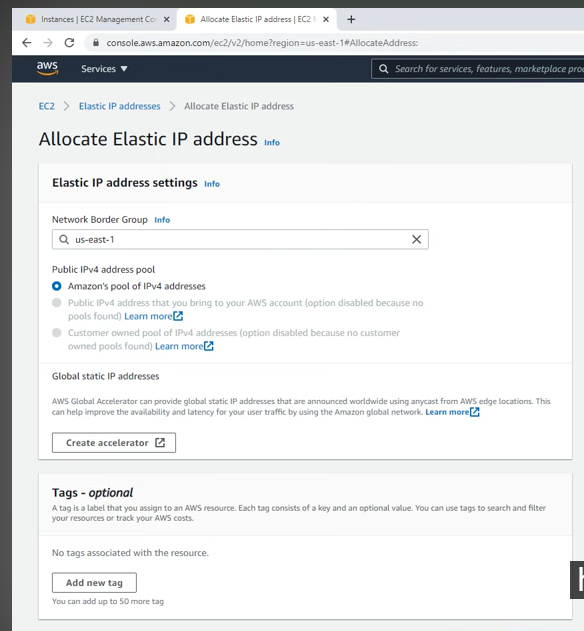 Instances | EC2 Management Co
Allocate Elastic IP address | EC2
console.aws.amazon.com/ec2/v2/home?region=us-east-1#AllocateAddress:
aws
Services
Search for services, features, marketplace
EC2 > Elastic IP addresses > Allocate Elastic IP address
Allocate Elastic IP address Info
Elastic IP address settings Info
Network Border Group Info
us-east-1
Public IPv4 address pool
Amazon's pool of IPv4 addresses
Public IPv4 address that you bring to your AWS account (option disabled because no
pools found) Learn more
Customer owned pool of IPv4 addresses (option disabled because no customer
owned pools found) Learn more
Global static IP addresses
AWS Global Accelerator can provide global static IP addresses that are announced worldwide using anycast from AWS edge locations. This
can help improve the availability and latency for your user traffic by using the Amazon global network. Learn more
Create accelerator
Tags - optional
A tag is a label that you assign to an AWS resource. Each tag consists of a key and an optional value. You can use tags to search and filter
your resources or track your AWS costs.
No tags associated with the resource.
Add new tag
You can add up to 50 more tag